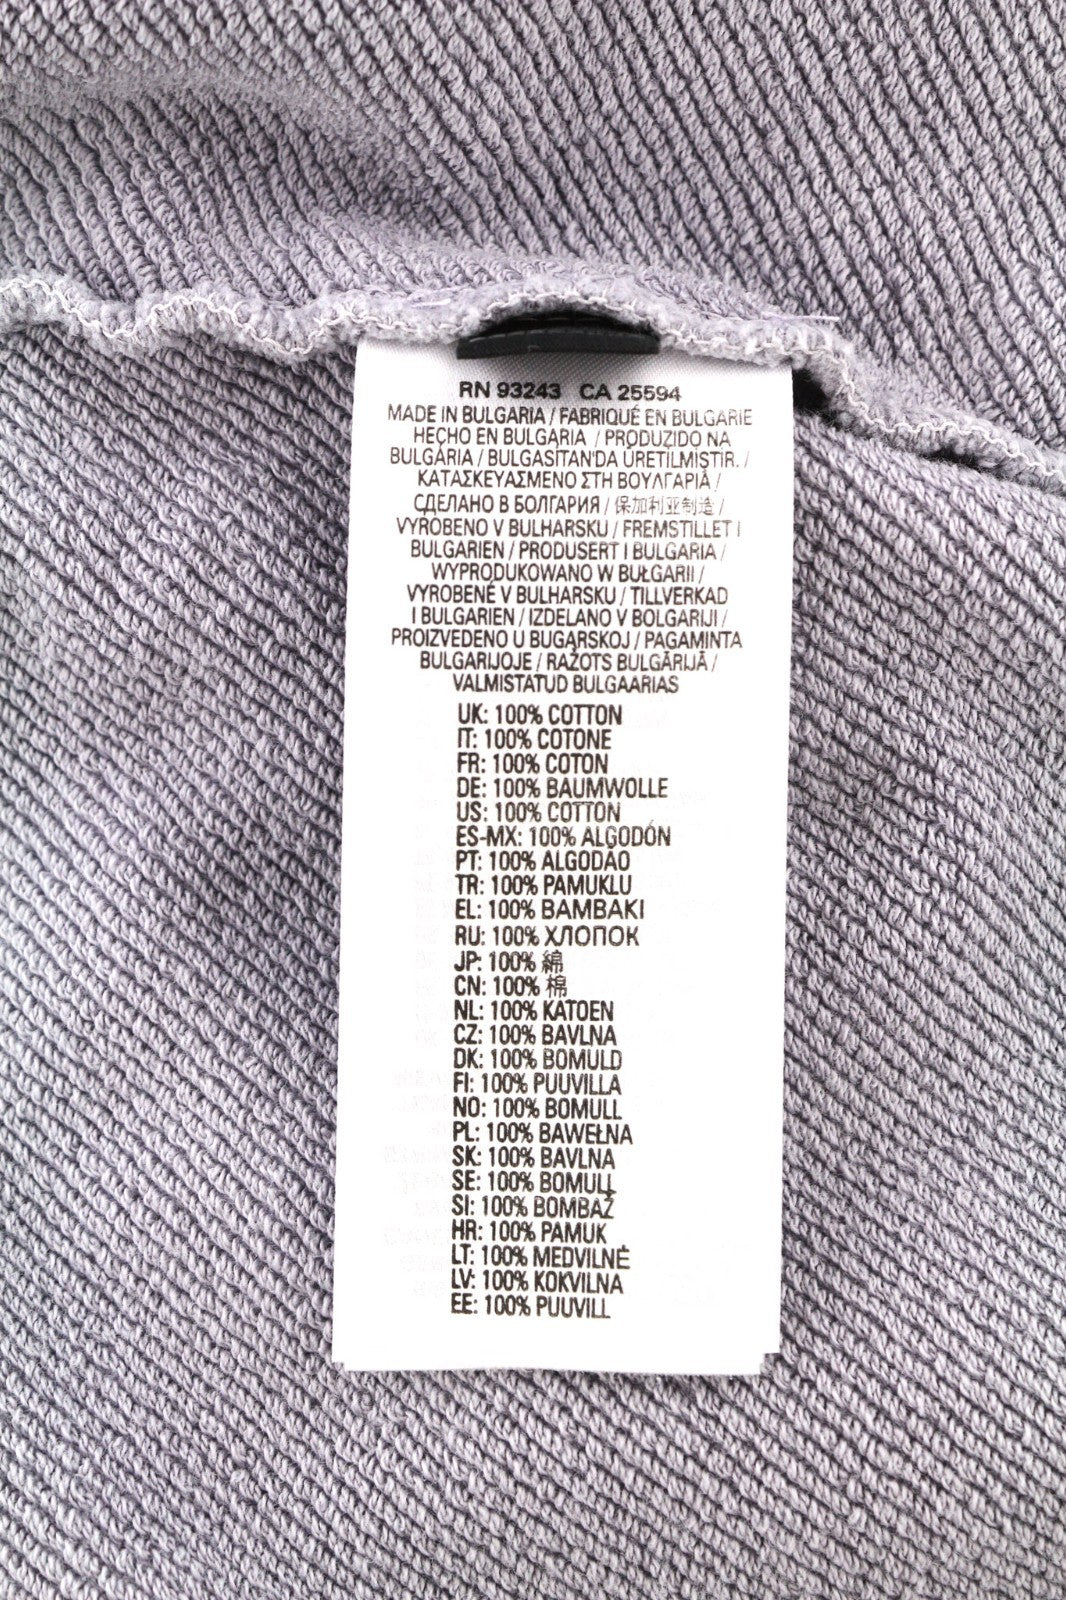 RN 93243 CA 25594
MADE IN BULGARIA / FABRIQUÉ EN BULGARIE
HECHO EN BULGARIA / PRODUZIDO NA
BULGÁRIA / BULGASİTAN'DA ÜRETİLMİSTİR. /
ΚΑΤΑΣΚΕΥΑΣΜΕΝΟ ΣΤΗ ΒΟΥΛΓΑΡΙΑ /
СДЕЛАНО В БОЛГАРИЯ / 保加利亚制造 /
VYROBENO V BULHARSKU / FREMSTILLET I
BULGARIEN / PRODUSERT I BULGARIA /
WYPRODUKOWANO W BUŁGARII /
VYROBENÉ V BULHARSKU / TILLVERKAD
I BULGARIEN / IZDELANO V BOLGARIJI /
PROIZVEDENO U BUGARSKOJ / PAGAMINTA
BULGARIJOJE / RAŽOTS BULGĀRIJĀ /
VALMISTATUD BULGAARIAS
UK: 100% COTTON
IT: 100% COTONE
FR: 100% COTON
DE: 100% BAUMWOLLE
US: 100% COTTON
ES-MX: 100% ALGODÓN
PT: 100% ALGODAO
TR: 100% PAMUKLU
EL: 100% ΒΑΜΒΑΚΙ
RU: 100% ХЛОПОК
JP: 100% 綿
CN: 100% 棉
NL: 100% KATOEN
CZ: 100% BAVLNA
DK: 100% BOMULD
FI: 100% PUUVILLA
NO: 100% BOMULL
PL: 100% BAWEŁNA
SK: 100% BAVLNA
SE: 100% BOMULL
SI: 100% BOMBAŽ
HR: 100% PAMUK
LT: 100% MEDVILNĖ
LV: 100% KOKVILNA
EE: 100% PUUVILL